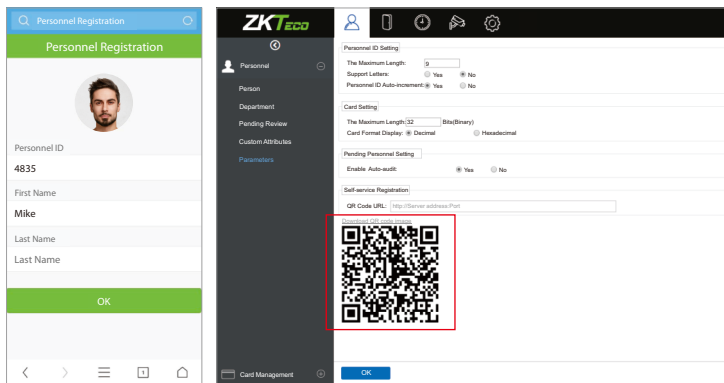 Personnel Registration
Personnel Registration
Personnel ID
4835
First Name
Mike
Last Name
Last Name
OK
1
ZKTeco
Personnel
Person
Department
Pending Review
Custom Attributes
Parameters
Card Management
Personnel ID Setting
The Maximum Length: 9
Support Letters: Yes No
Personnel ID Auto-increment: Yes No
Card Setting
The Maximum Length:32 Bits(Binary)
Card Format Display: Decimal Hexadecimal
Pending Personnel Setting
Enable Auto-audit: Yes No
Self-service Registration
QR Code URL: http://Server address:Port
Download QR code image
OK